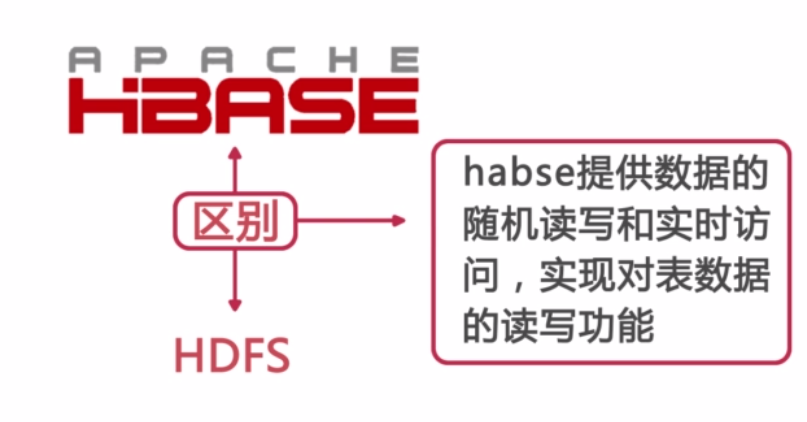 APACHE
HBASE
区别
habse提供数据的
随机读写和实时访
问，实现对表数据
的读写功能
HDFS